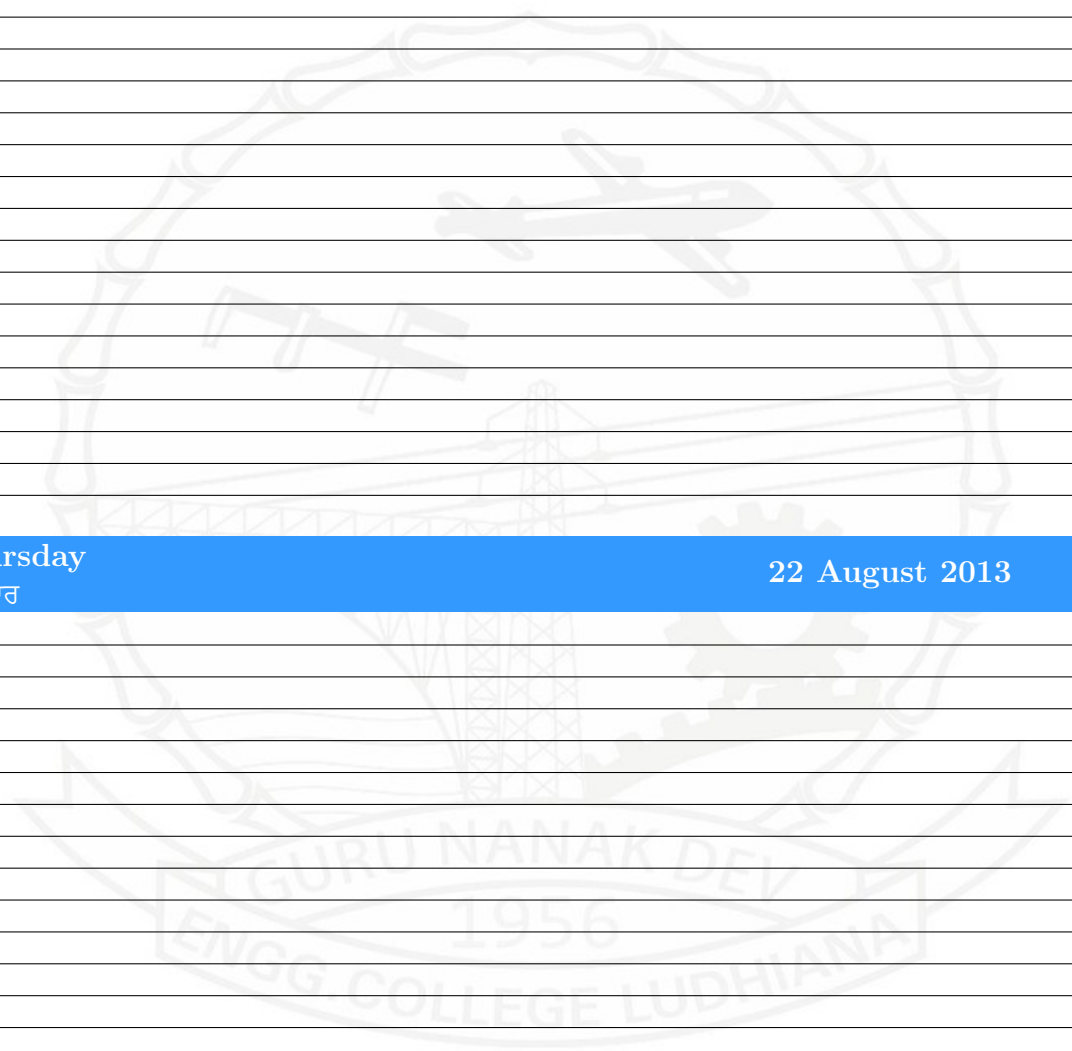 rsday
ਾਰ
22 August 2013
GURU NANAK DEV
1956
ENGG. COLLEGE LUDHIANA